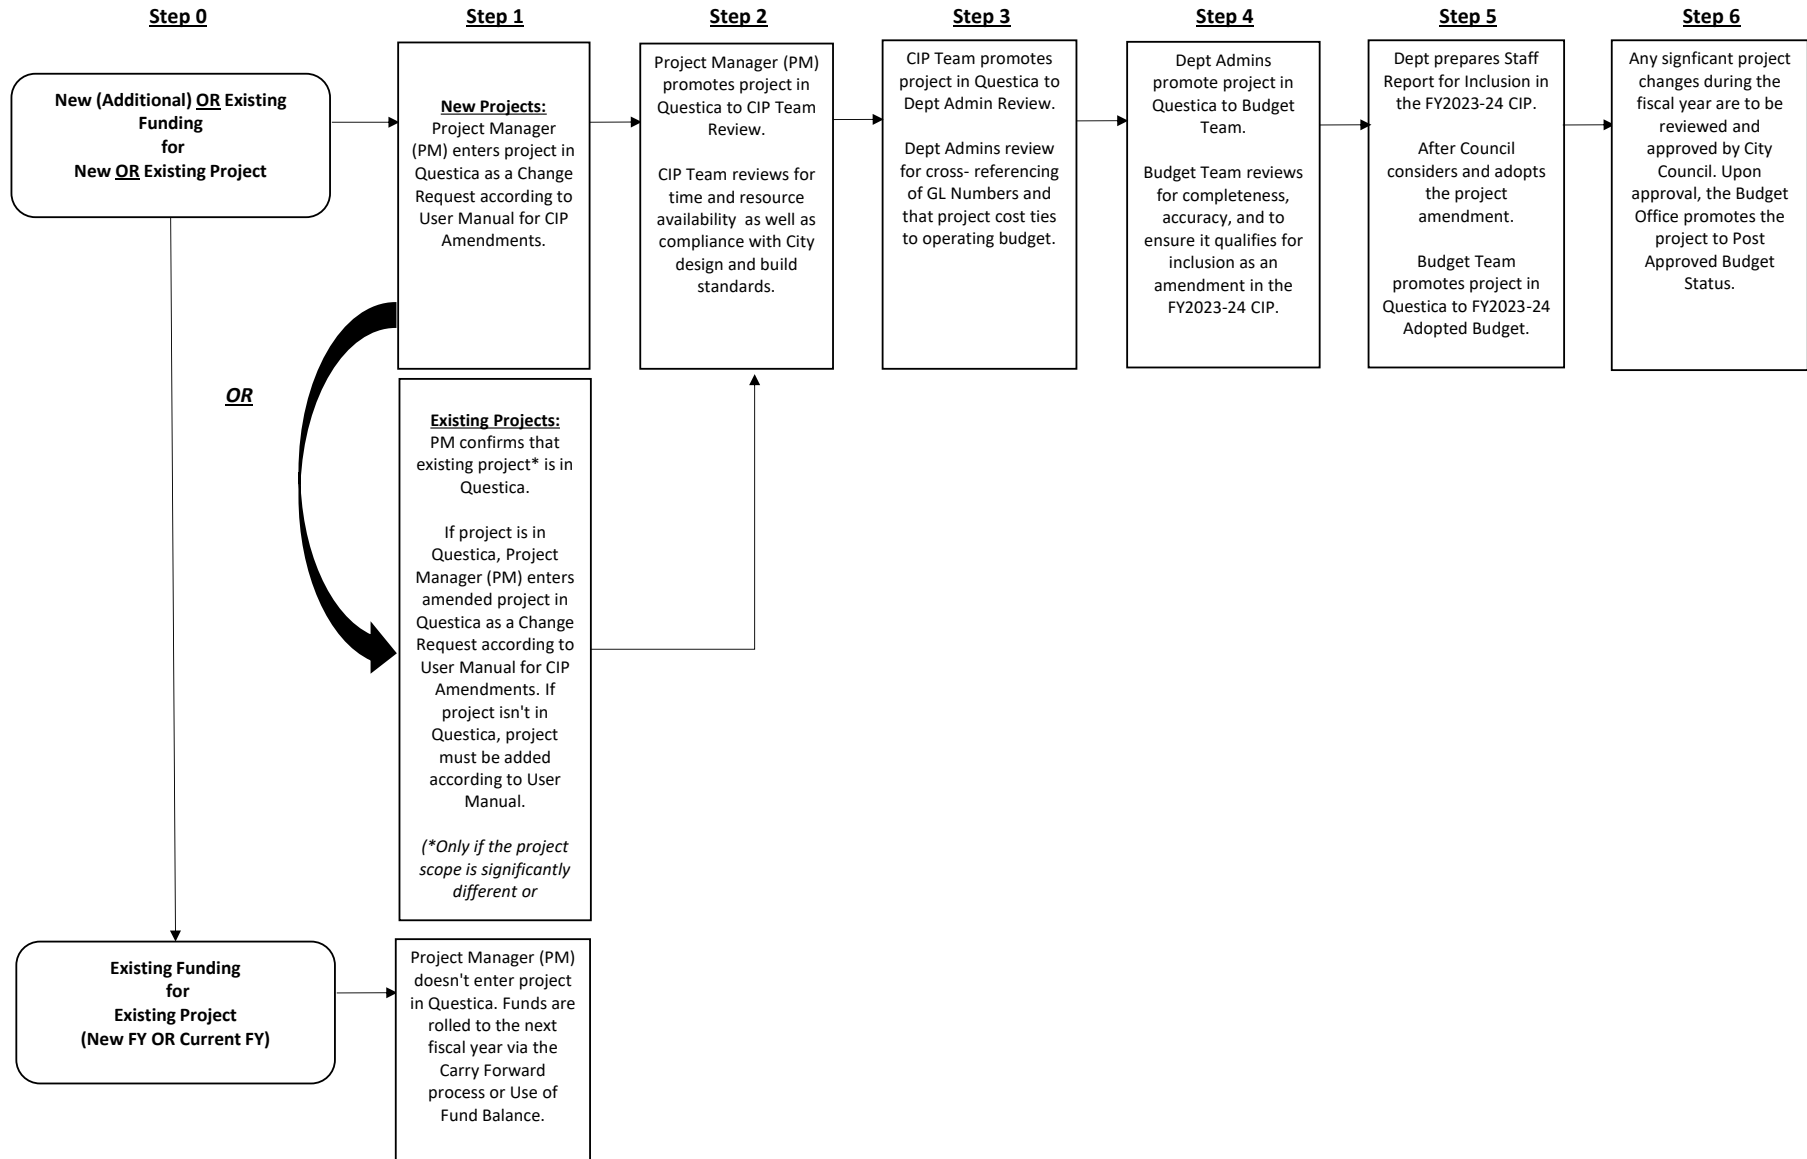 Step 0
Step 1
Step 2
Step 3
Step 4
Step 5
Step 6
New (Additional) OR Existing
Funding
for
New OR Existing Project
New Projects:
Project Manager
(PM) enters project in
Questica as a Change
Request according to
User Manual for CIP
Amendments.
Project Manager (PM)
promotes project in
Questica to CIP Team
Review.
CIP Team reviews for
time and resource
availability as well as
compliance with City
design and build
standards.
CIP Team promotes
project in Questica to
Dept Admin Review.
Dept Admins review
for cross- referencing
of GL Numbers and
that project cost ties
to operating budget.
Dept Admins
promote project in
Questica to Budget
Team.
Budget Team reviews
for completeness,
accuracy, and to
ensure it qualifies for
inclusion as an
amendment in the
FY2023-24 CIP.
Dept prepares Staff
Report for Inclusion in
the FY2023-24 CIP.
After Council
considers and adopts
the project
amendment.
Budget Team
promotes project in
Questica to FY2023-24
Adopted Budget.
Any signficant project
changes during the
fiscal year are to be
reviewed and
approved by City
Council. Upon
approval, the Budget
Office promotes the
project to Post
Approved Budget
Status.
OR
Existing Projects:
PM confirms that
existing project* is in
Questica.
If project is in
Questica, Project
Manager (PM) enters
amended project in
Questica as a Change
Request according to
User Manual for CIP
Amendments. If
project isn't in
Questica, project
must be added
according to User
Manual.
(*Only if the project
scope is significantly
different or
Existing Funding
for
Existing Project
(New FY OR Current FY)
Project Manager (PM)
doesn't enter project
in Questica. Funds are
rolled to the next
fiscal year via the
Carry Forward
process or Use of
Fund Balance.